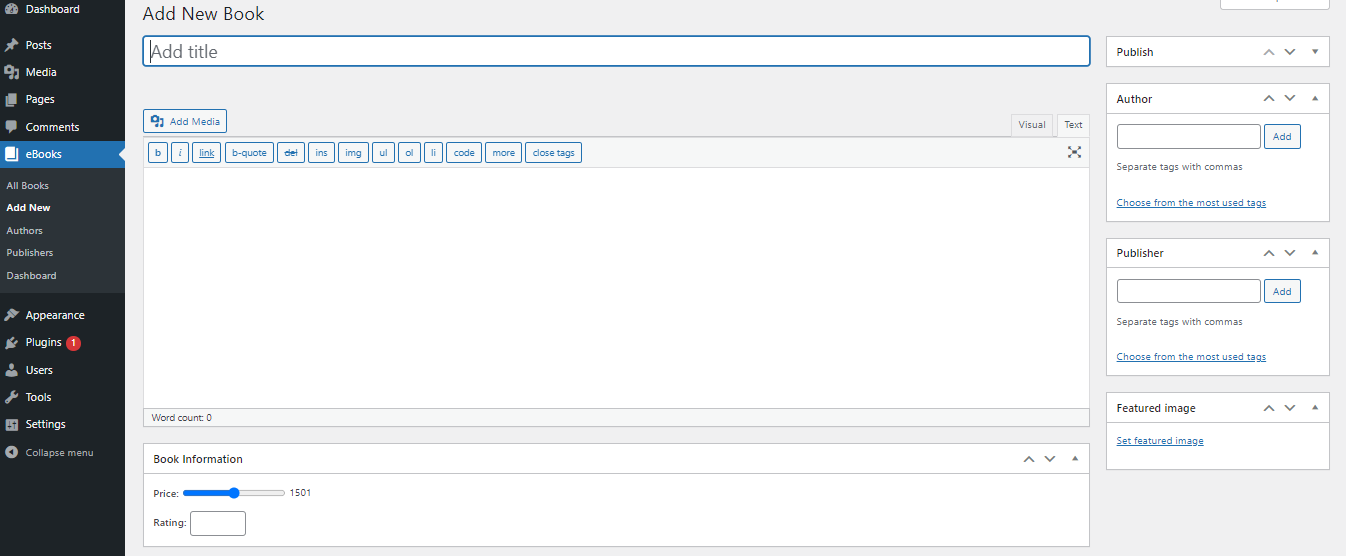 Dashboard
Posts
Media
Pages
Comments
eBooks
All Books
Add New
Authors
Publishers
Dashboard
Appearance
Plugins 1
Users
Tools
Settings
Collapse menu
Add New Book
Add title
Add Media
Visual Text
b i link b-quote del ins img ul ol li code more close tags
Word count: 0
Book Information
Price: 1501
Rating:
Publish
Author
Add
Separate tags with commas
Choose from the most used tags
Publisher
Add
Separate tags with commas
Choose from the most used tags
Featured image
Set featured image